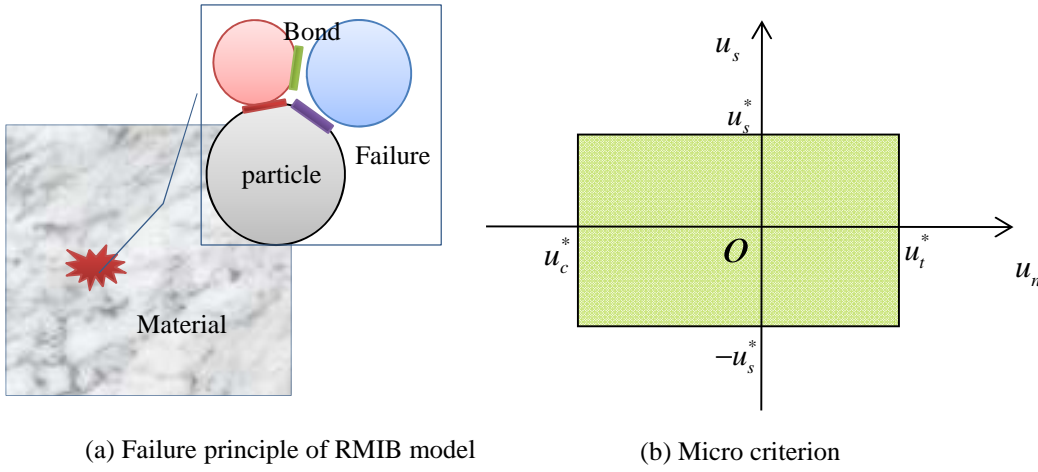 Bond
Failure
particle
Material
(a) Failure principle of RMIB model
u_s
u_s^*
u_c^*
O
u_t^*
u_n
−u_s^*
(b) Micro criterion